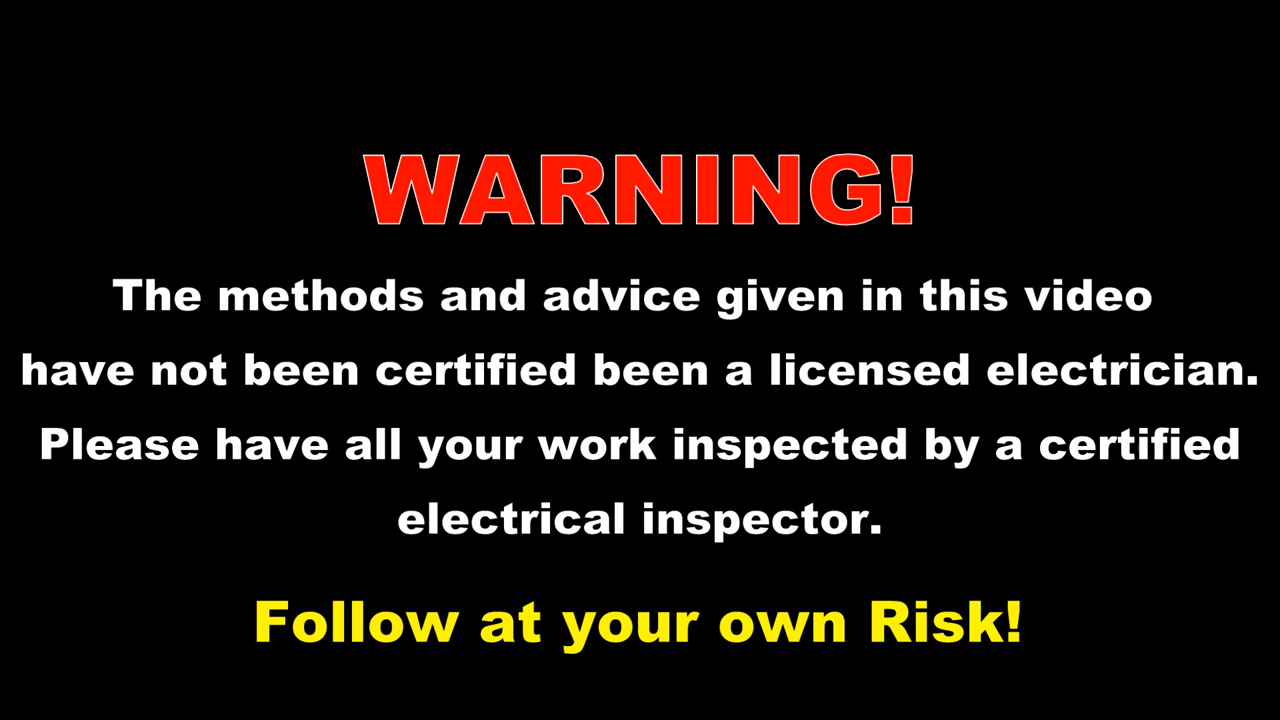 WARNING!
The methods and advice given in this video
have not been certified been a licensed electrician.
Please have all your work inspected by a certified
electrical inspector.
Follow at your own Risk!